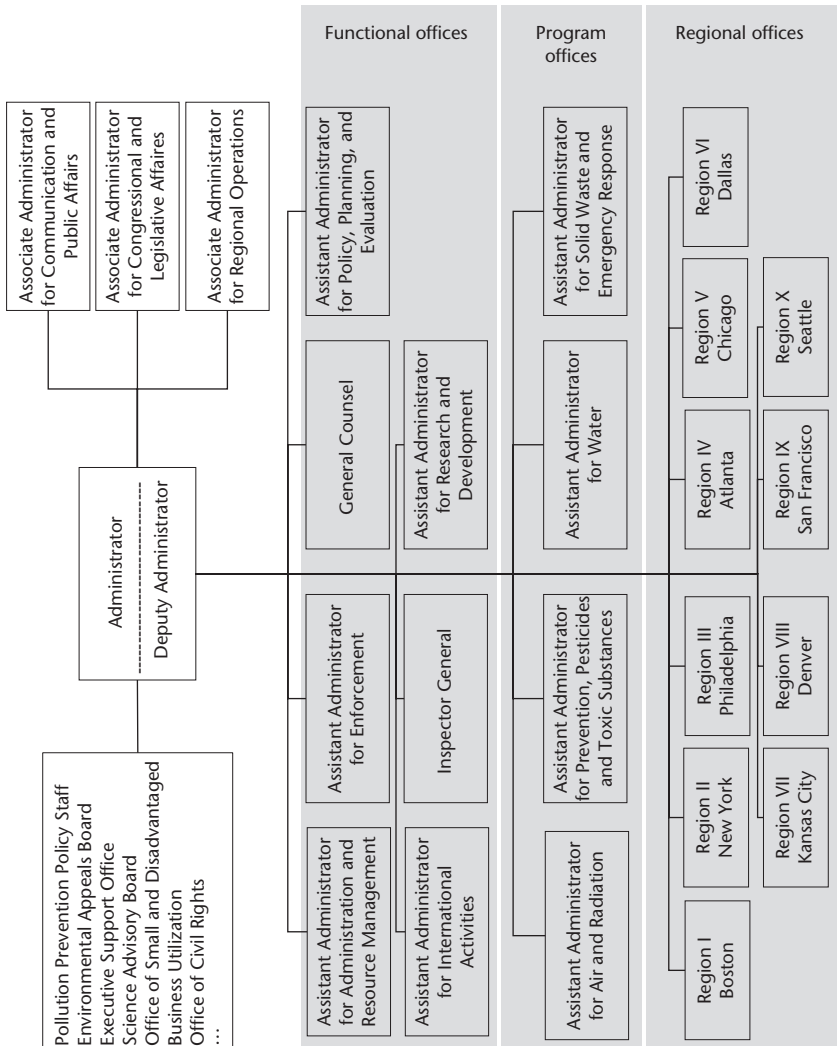 Pollution Prevention Policy Staff
Environmental Appeals Board
Executive Support Office
Science Advisory Board
Office of Small and Disadvantaged
Business Utilization
Office of Civil Rights
…
Administrator
Deputy Administrator
Associate Administrator
for Communication and
Public Affairs
Associate Administrator
for Congressional and
Legislative Affaires
Associate Administrator
for Regional Operations
Functional offices
Assistant Administrator
for Administration and
Resource Management
Assistant Administrator
for Enforcement
General Counsel
Assistant Administrator
for Policy, Planning, and
Evaluation
Assistant Administrator
for International
Activities
Inspector General
Assistant Administrator
for Research and
Development
Program
offices
Assistant Administrator
for Air and Radiation
Assistant Administrator
for Prevention, Pesticides
and Toxic Substances
Assistant Administrator
for Water
Assistant Administrator
for Solid Waste and
Emergency Response
Regional offices
Region I
Boston
Region II
New York
Region III
Philadelphia
Region IV
Atlanta
Region V
Chicago
Region VI
Dallas
Region VII
Kansas City
Region VIII
Denver
Region IX
San Francisco
Region X
Seattle